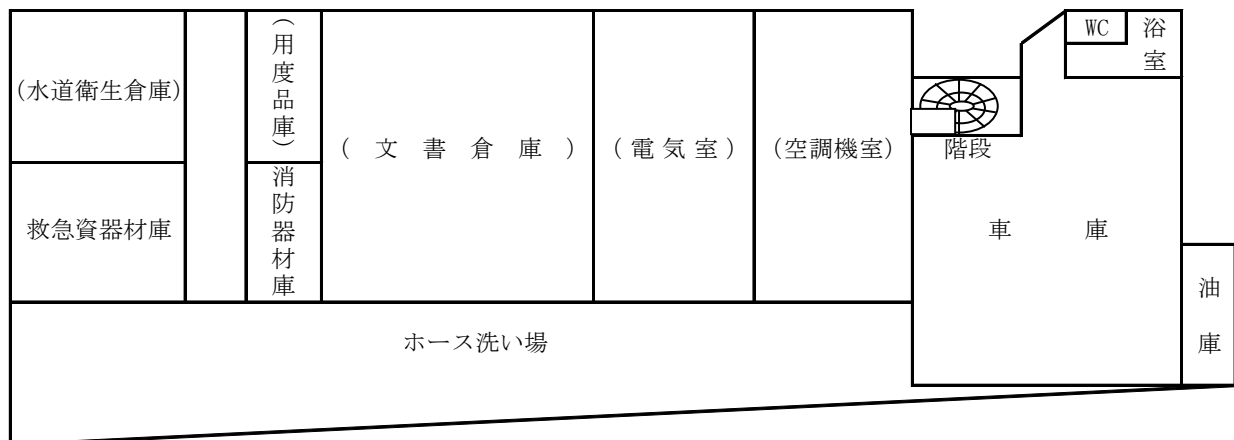 (水道衛生倉庫)
救急資器材庫
(用度品庫)
消防器材庫
( 文 書 倉 庫 )
( 電 気 室 )
(空調機室)
階段
WC
浴室
車 庫
油庫
ホース洗い場